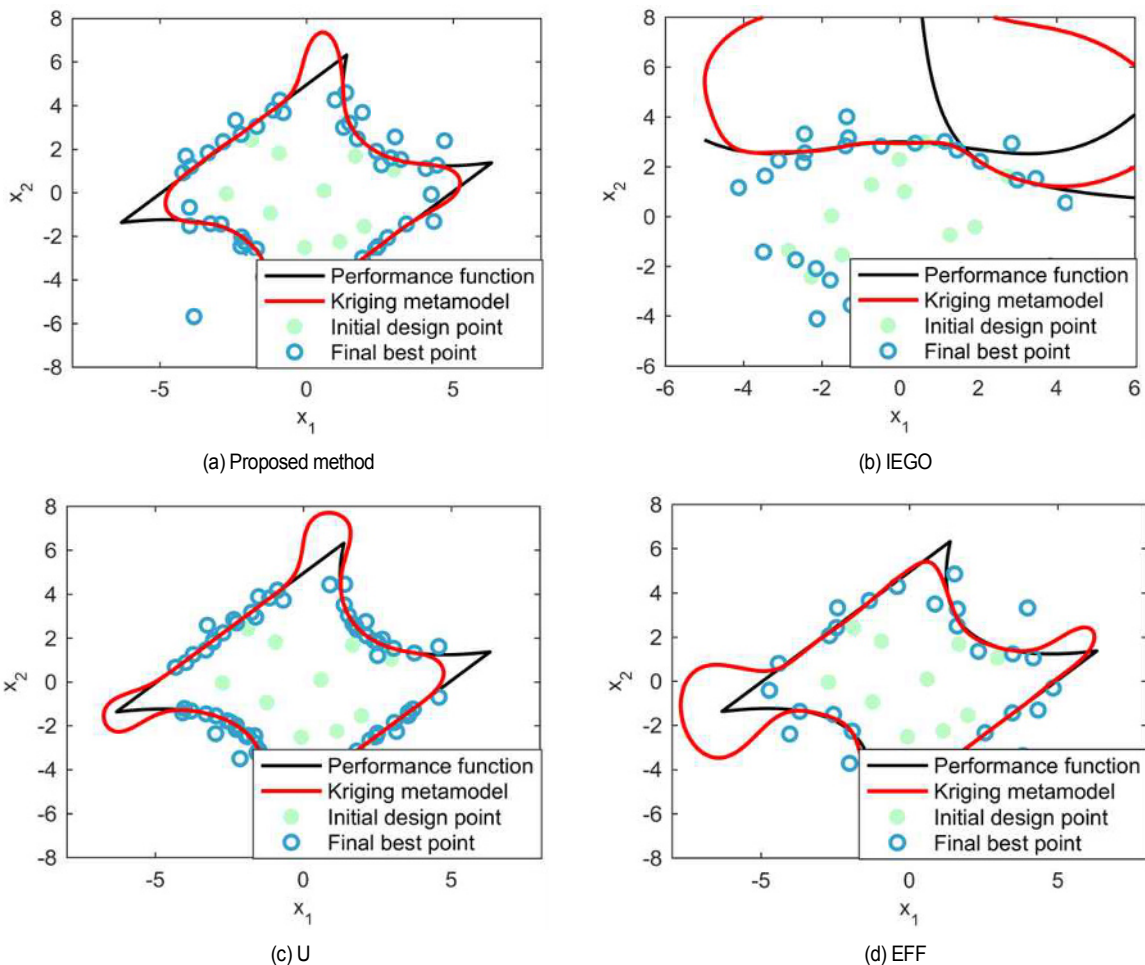 8
6
4
2
0
-2
-4
-6
-8
x2
-5 0 5
x1
Performance function
Kriging metamodel
Initial design point
Final best point
(a) Proposed method
8
6
4
2
0
-2
-4
-6
x2
-6 -4 -2 0 2 4 6
x1
Performance function
Kriging metamodel
Initial design point
Final best point
(b) IEGO
8
6
4
2
0
-2
-4
-6
-8
x2
-5 0 5
x1
Performance function
Kriging metamodel
Initial design point
Final best point
(c) U
8
6
4
2
0
-2
-4
-6
-8
x2
-5 0 5
x1
Performance function
Kriging metamodel
Initial design point
Final best point
(d) EFF